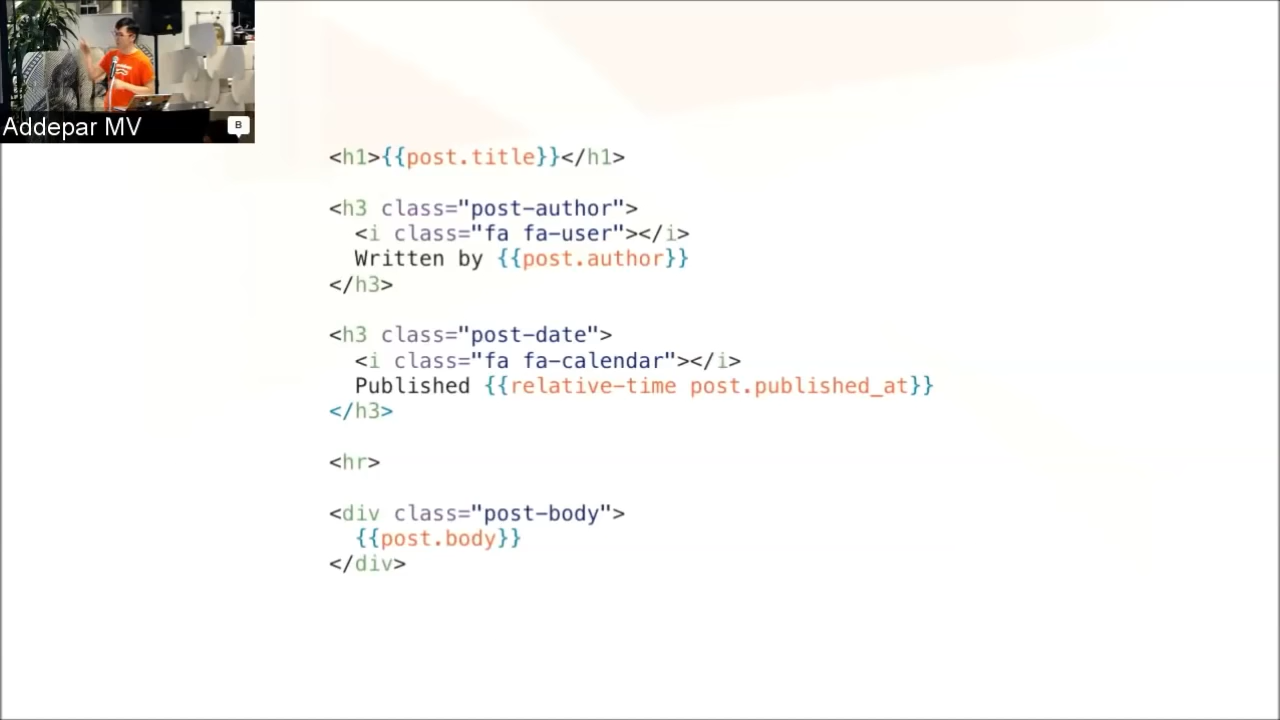 Addepar MV
B
<h1>{{post.title}}</h1>
<h3 class="post-author">
<i class="fa fa-user"></i>
Written by {{post.author}}
</h3>
<h3 class="post-date">
<i class="fa fa-calendar"></i>
Published {{relative-time post.published_at}}
</h3>
<hr>
<div class="post-body">
{{post.body}}
</div>